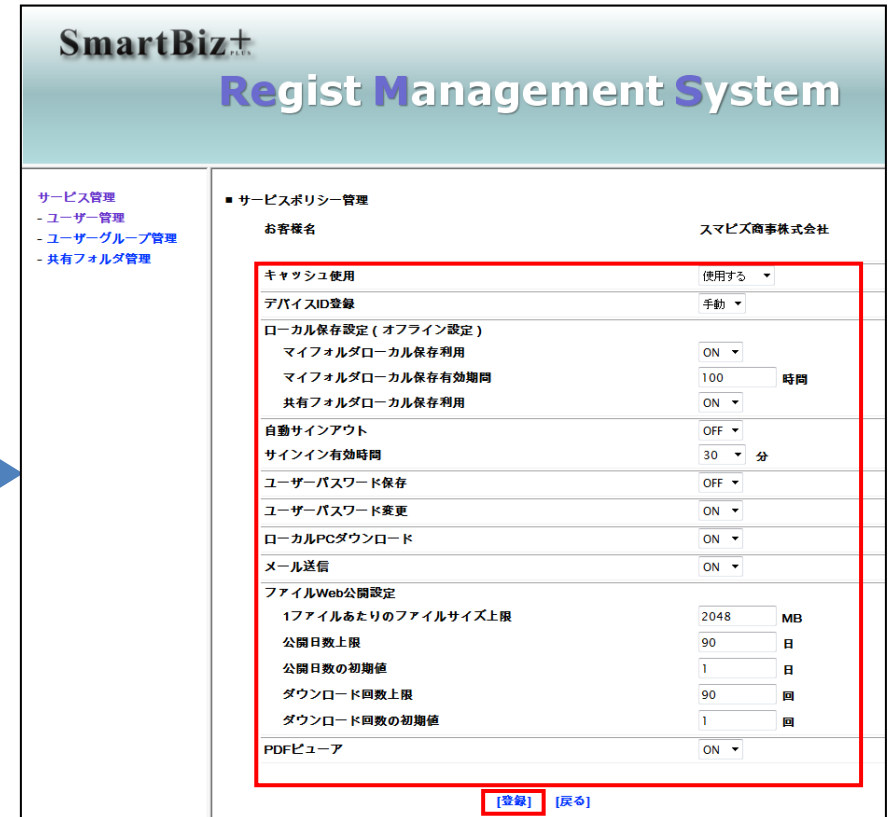 SmartBiz+
PLUS
Regist Management System
サービス管理
- ユーザー管理
- ユーザーグループ管理
- 共有フォルダ管理
■ サービスポリシー管理
お客様名 スマビズ商事株式会社
キャッシュ使用 使用する
デバイスID登録 手動
ローカル保存設定 ( オフライン設定 )
マイフォルダローカル保存利用 ON
マイフォルダローカル保存有効期間 100 時間
共有フォルダローカル保存利用 ON
自動サインアウト OFF
サインイン有効時間 30 分
ユーザーパスワード保存 OFF
ユーザーパスワード変更 ON
ローカルPCダウンロード ON
メール送信 ON
ファイルWeb公開設定
1ファイルあたりのファイルサイズ上限 2048 MB
公開日数上限 90 日
公開日数の初期値 1 日
ダウンロード回数上限 90 回
ダウンロード回数の初期値 1 回
PDFビューア ON
[登録] [戻る]